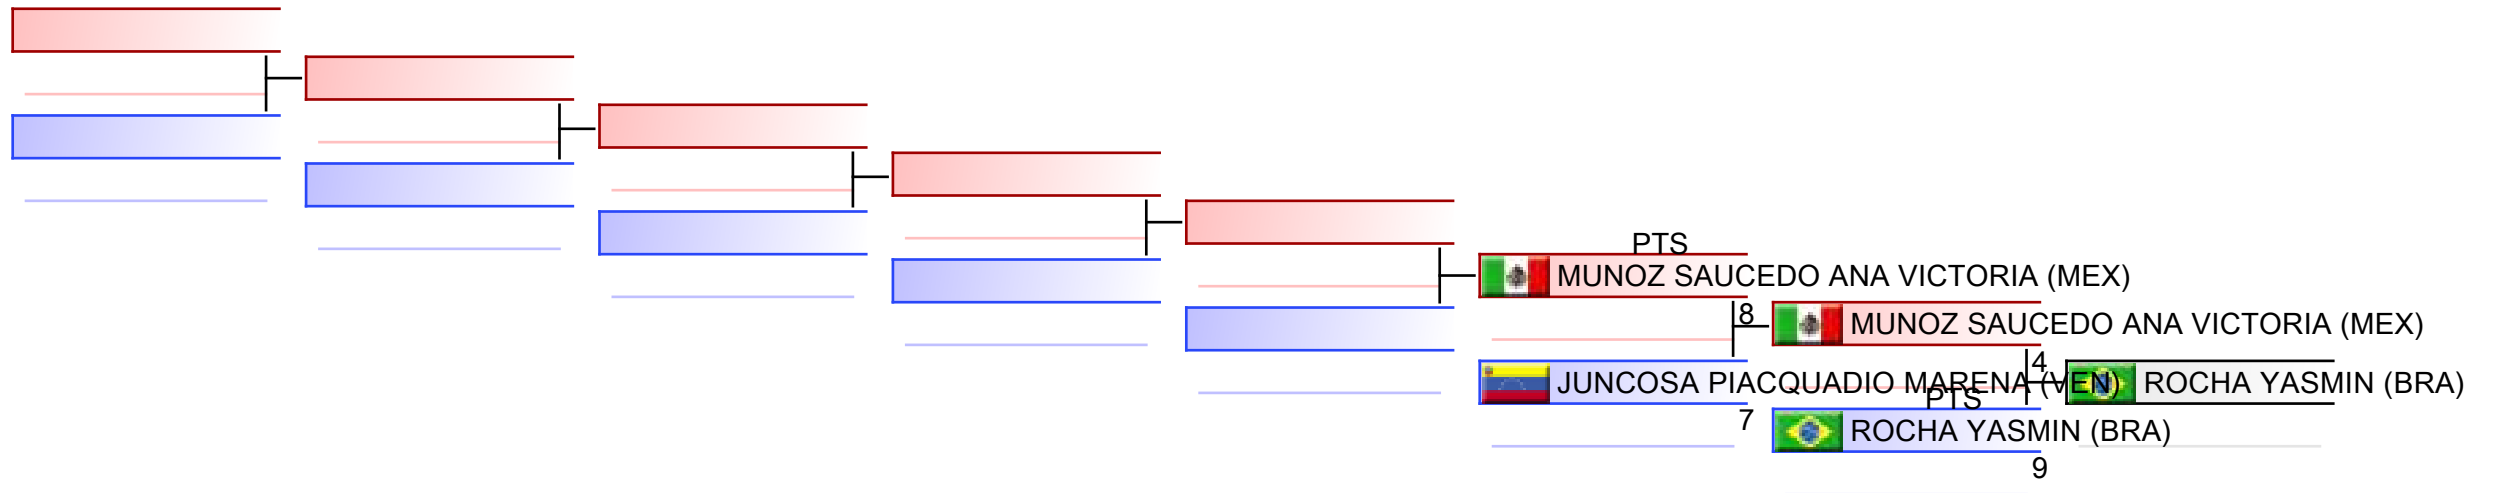 PTS
MUNOZ SAUCEDO ANA VICTORIA (MEX)
8
MUNOZ SAUCEDO ANA VICTORIA (MEX)
4
JUNCOSA PIACQUADIO MARENA (VEN)
ROCHA YASMIN (BRA)
PTS
7
ROCHA YASMIN (BRA)
9